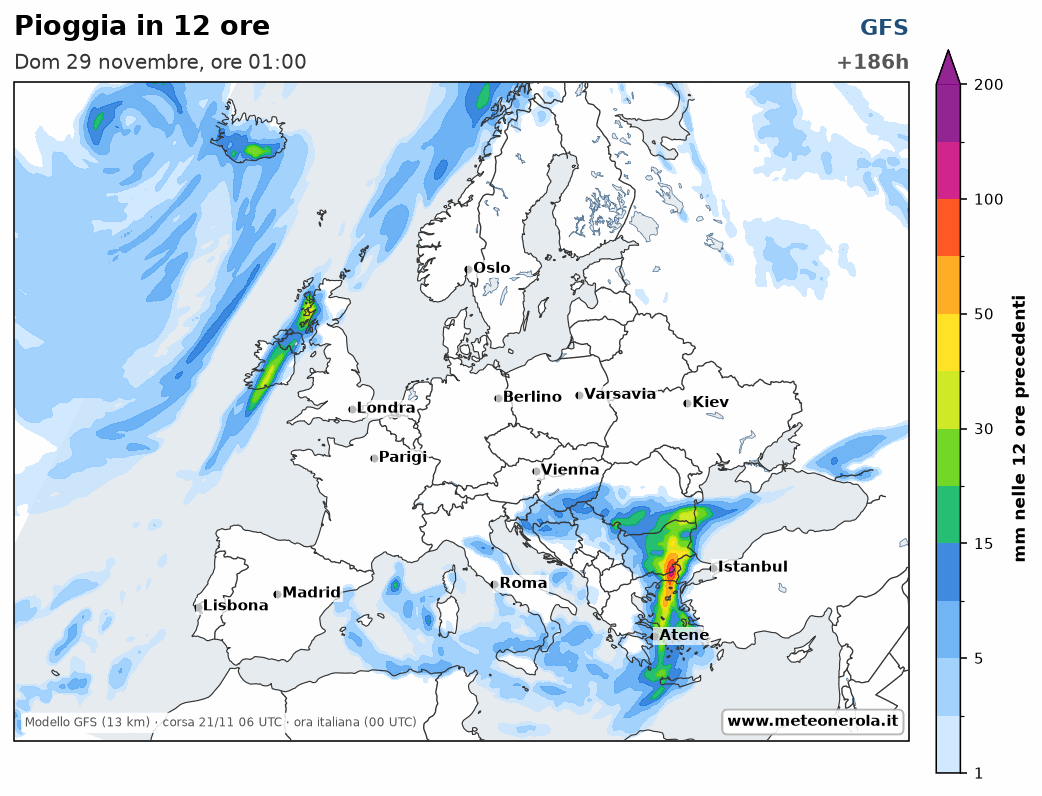 Pioggia in 12 ore
GFS
Dom 29 novembre, ore 01:00
+186h
200
100
50
30
15
5
1
mm nelle 12 ore precedenti
Oslo
Londra
Berlino
Varsavia
Kiev
Parigi
Vienna
Istanbul
Madrid
Roma
Lisbona
Atene
Modello GFS (13 km) · corsa 21/11 06 UTC · ora italiana (00 UTC)
www.meteonerola.it